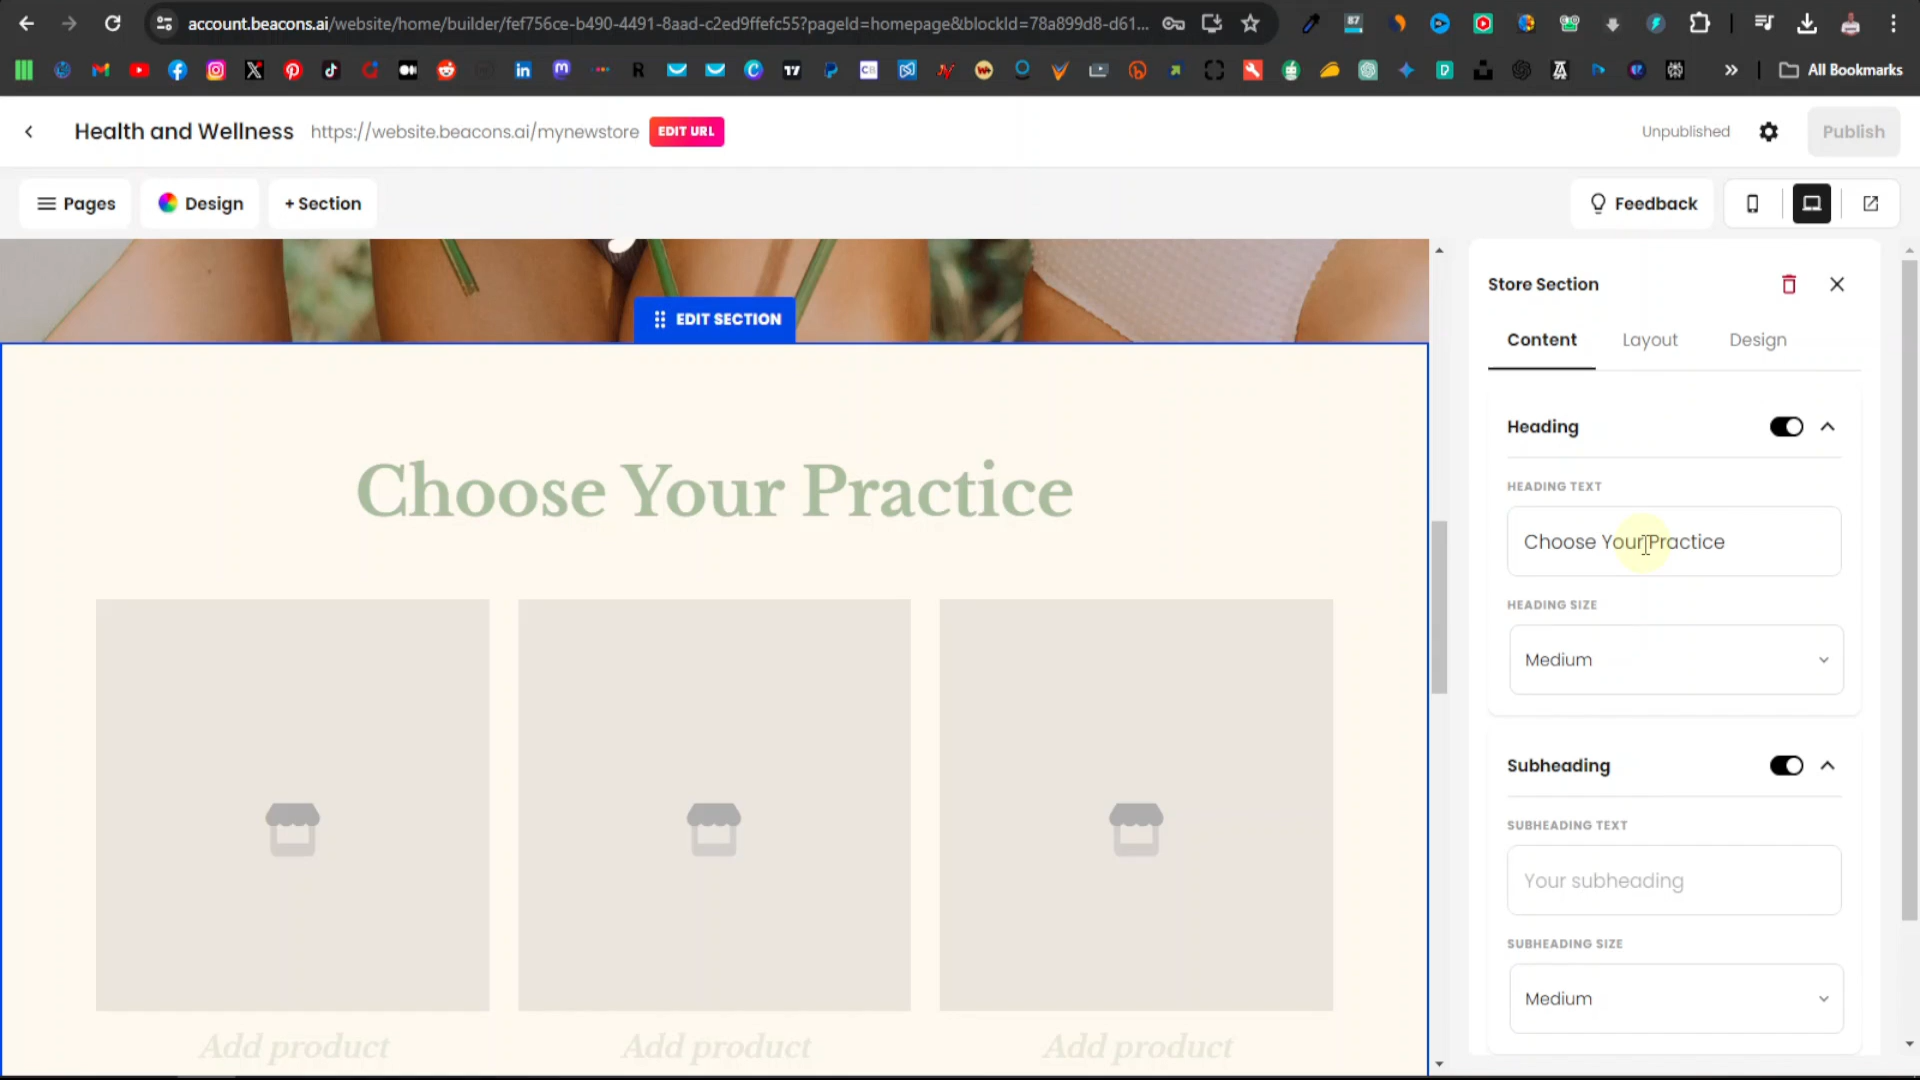 account.beacons.ai/website/home/builder/fef756ce-b490-4491-8aad-c2ed9ffefc55?pageId=homepage&blockId=78a899d8-d61...
87
All Bookmarks
Health and Wellness
https://website.beacons.ai/mynewstore
EDIT URL
Unpublished
Publish
Pages
Design
+ Section
Feedback
EDIT SECTION
Choose Your Practice
Add product
Add product
Add product
Store Section
Content
Layout
Design
Heading
HEADING TEXT
Choose Your Practice
HEADING SIZE
Medium
Subheading
SUBHEADING TEXT
Your subheading
SUBHEADING SIZE
Medium